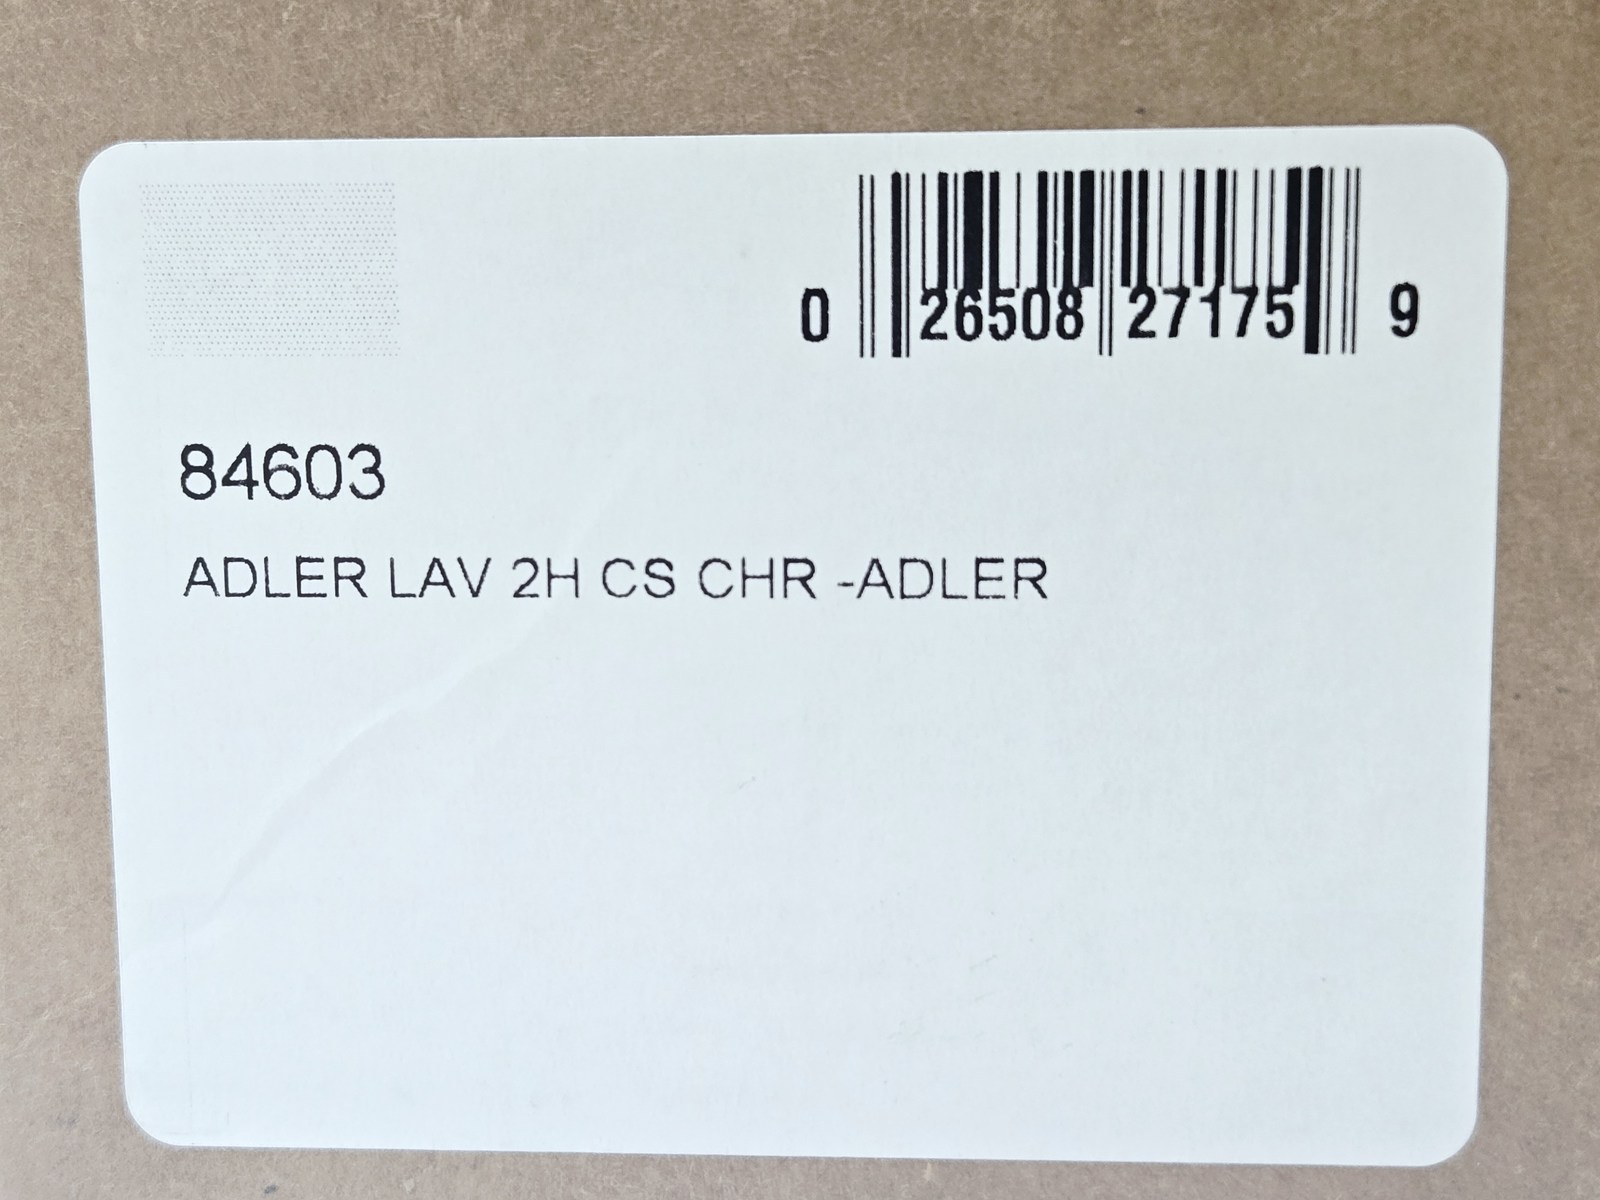 0 26508 27175 9
84603
ADLER LAV 2H CS CHR -ADLER